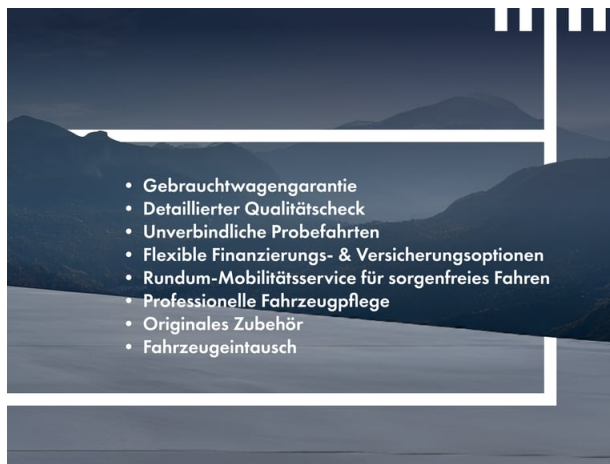 • Gebrauchtwagengarantie
• Detaillierter Qualitätscheck
• Unverbindliche Probefahrten
• Flexible Finanzierungs- & Versicherungsoptionen
• Rundum-Mobilitätsservice für sorgenfreies Fahren
• Professionelle Fahrzeugpflege
• Originales Zubehör
• Fahrzeugeintausch